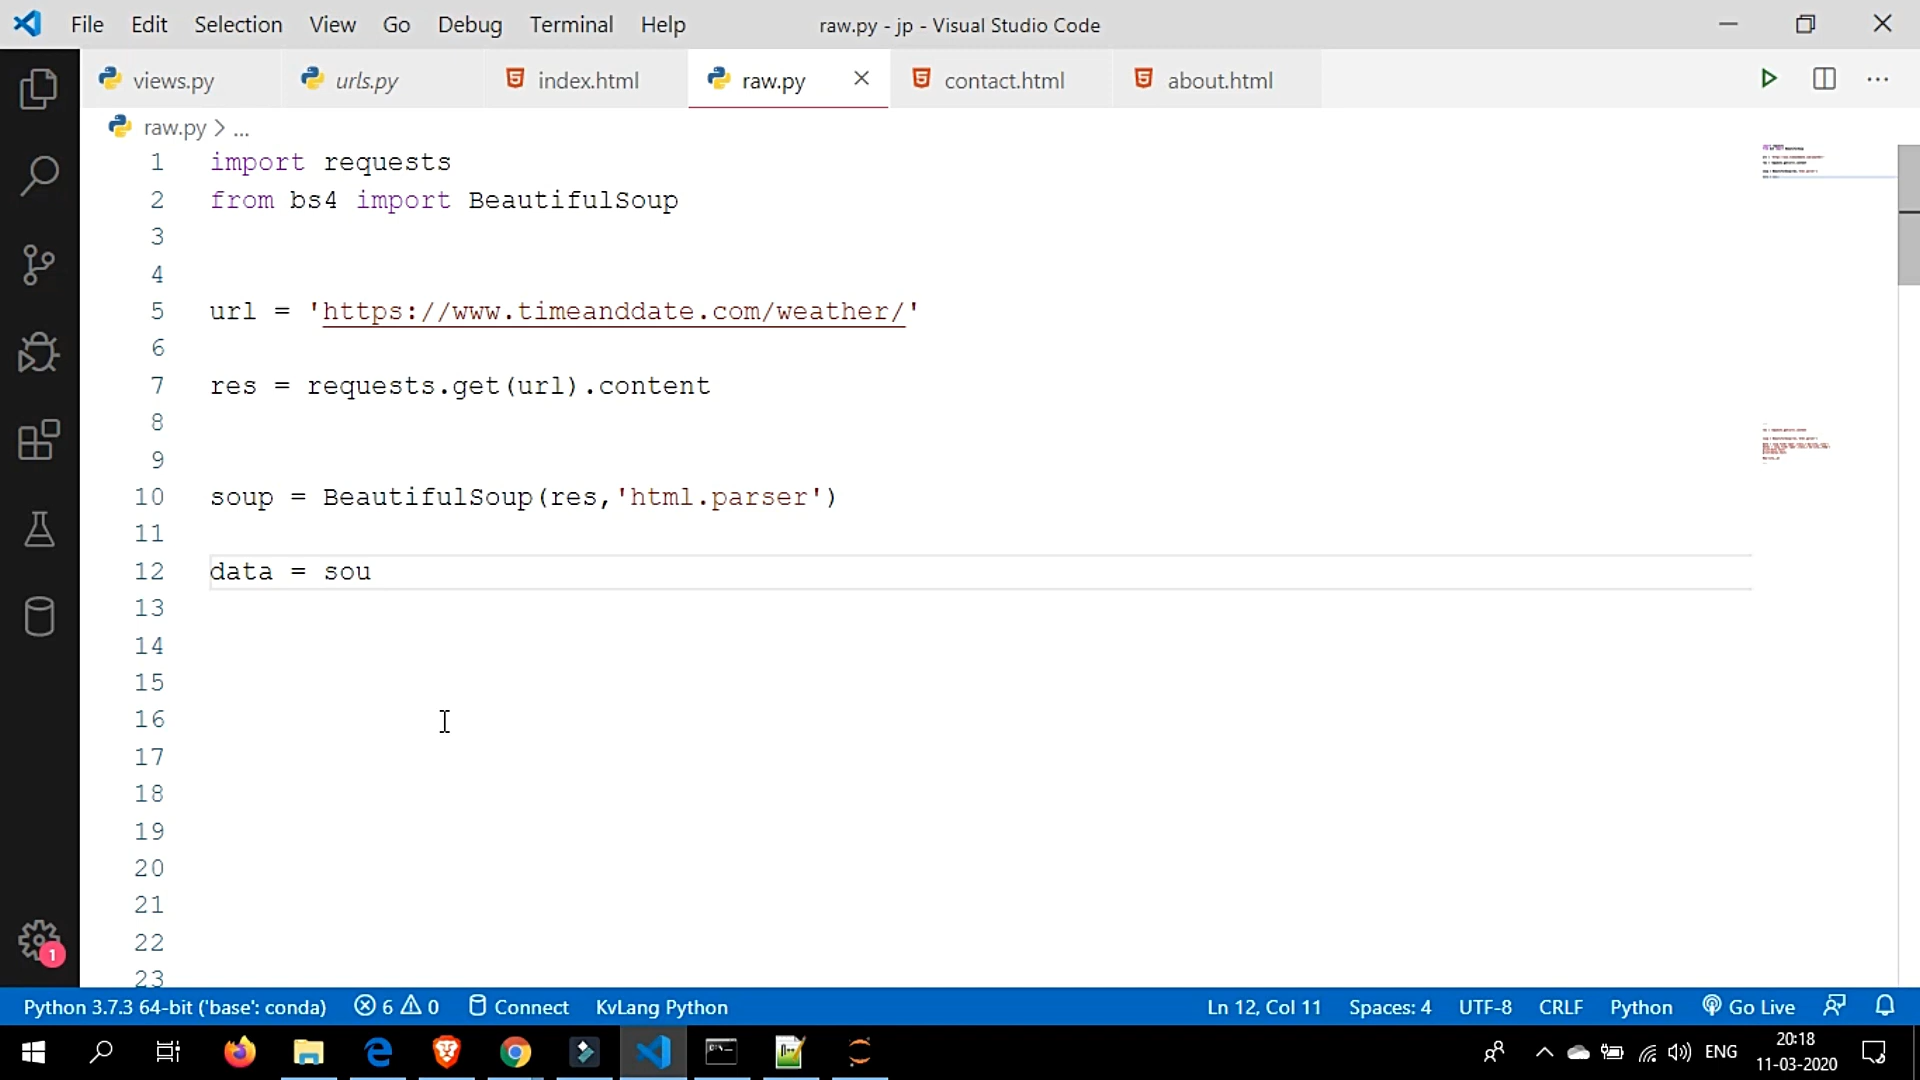 File Edit Selection View Go Debug Terminal Help raw.py - jp - Visual Studio Code
views.py urls.py index.html raw.py contact.html about.html
raw.py > ...
1 import requests
2 from bs4 import BeautifulSoup
3
4
5 url = 'https://www.timeanddate.com/weather/'
6
7 res = requests.get(url).content
8
9
10 soup = BeautifulSoup(res,'html.parser')
11
12 data = sou
13
14
15
16
17
18
19
20
21
22
23
1
Python 3.7.3 64-bit ('base': conda) 6 0 Connect KvLang Python Ln 12, Col 11 Spaces: 4 UTF-8 CRLF Python Go Live
ENG 20:18
11-03-2020